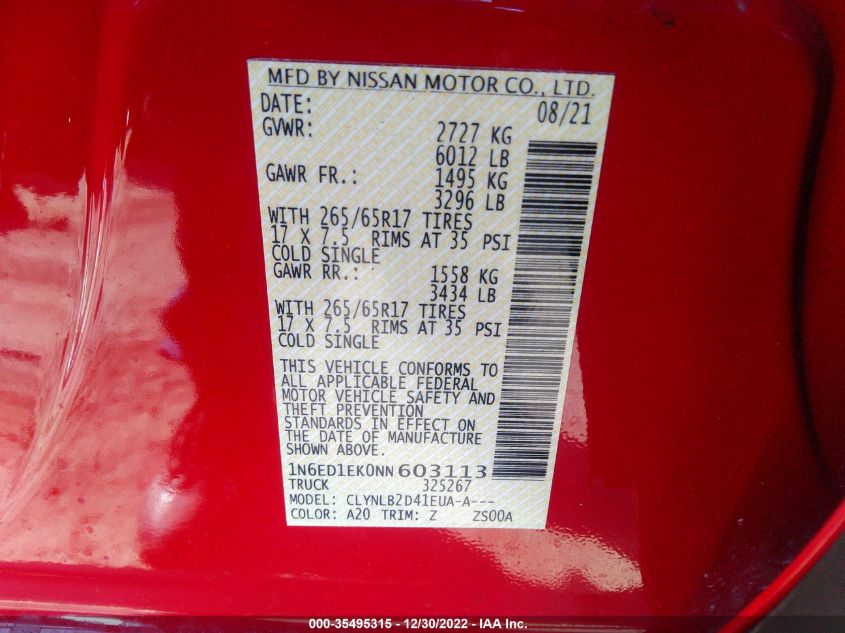 MFD BY NISSAN MOTOR CO., LTD.
DATE: 08/21
GVWR: 2727 KG
6012 LB
GAWR FR.: 1495 KG
3296 LB
WITH 265/65R17 TIRES
17 X 7.5 RIMS AT 35 PSI
COLD SINGLE
GAWR RR.: 1558 KG
3434 LB
WITH 265/65R17 TIRES
17 X 7.5 RIMS AT 35 PSI
COLD SINGLE
THIS VEHICLE CONFORMS TO
ALL APPLICABLE FEDERAL
MOTOR VEHICLE SAFETY AND
THEFT PREVENTION
STANDARDS IN EFFECT ON
THE DATE OF MANUFACTURE
SHOWN ABOVE.
1N6ED1EK0NN603113
TRUCK 325267
MODEL: CLYNLB2D41EUA-A---
COLOR: A20 TRIM: Z ZS00A
000-35495315 - 12/30/2022 - IAA Inc.